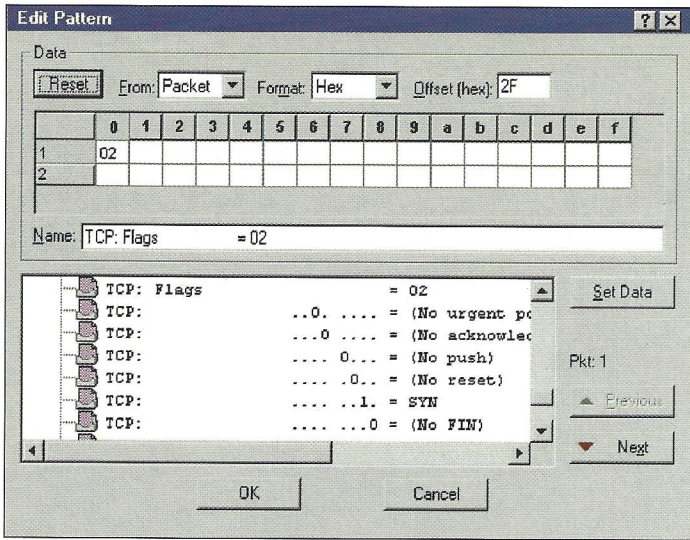 Edit Pattern
Data
Reset From: Packet Format: Hex Offset (hex): 2F
0 1 2 3 4 5 6 7 8 9 a b c d e f
1 02
2
Name: TCP: Flags = 02
TCP: Flags = 02
TCP: ..0. .... = (No urgent po
TCP: ...0 .... = (No acknowled
TCP: .... 0... = (No push)
TCP: .... .0.. = (No reset)
TCP: .... ..1. = SYN
TCP: .... ...0 = (No FIN)
Set Data
Pkt: 1
Previous
Next
OK Cancel